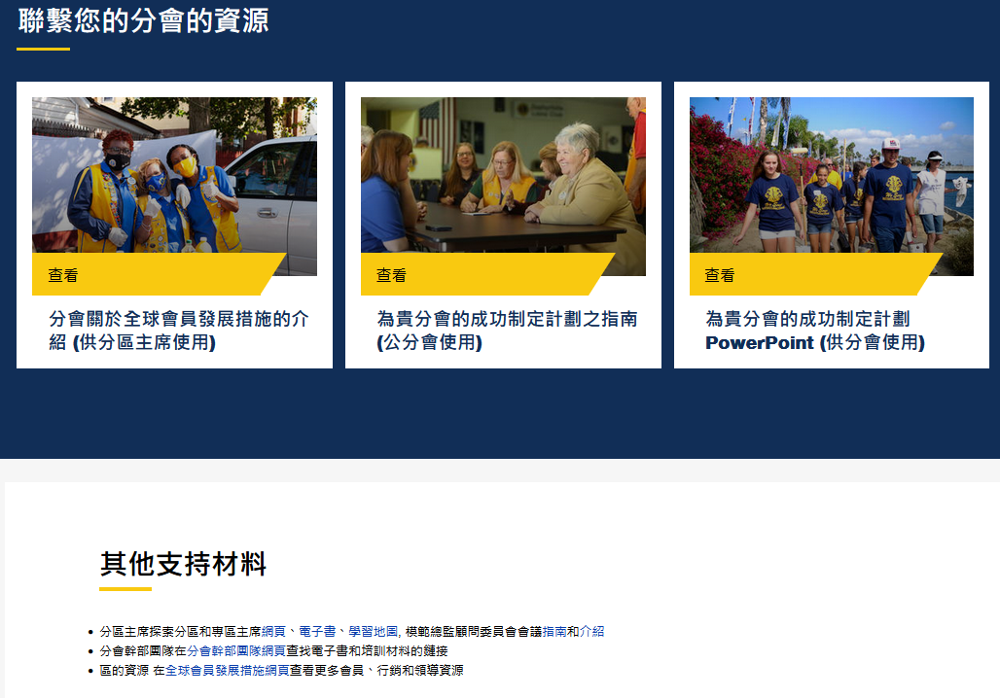 聯繫您的分會的資源
查看
分會關於全球會員發展措施的介
紹 (供分區主席使用)
查看
為貴分會的成功制定計劃之指南
(公分會使用)
查看
為貴分會的成功制定計劃
PowerPoint (供分會使用)
其他支持材料
分區主席探索分區和專區主席網頁、電子書、學習地圖, 模範總監顧問委員會會議指南和介紹
分會幹部團隊在分會幹部團隊網頁查找電子書和培訓材料的鏈接
區的資源 在全球會員發展措施網頁查看更多會員、行銷和領導資源